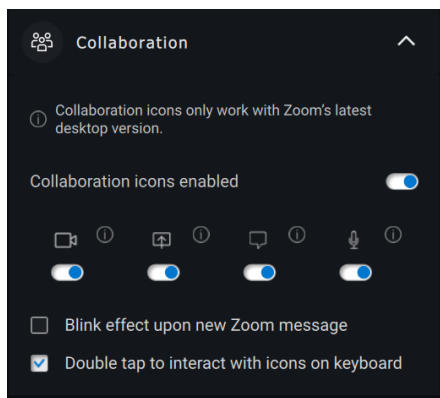 Collaboration
Collaboration icons only work with Zoom's latest
desktop version.
Collaboration icons enabled
Blink effect upon new Zoom message
Double tap to interact with icons on keyboard